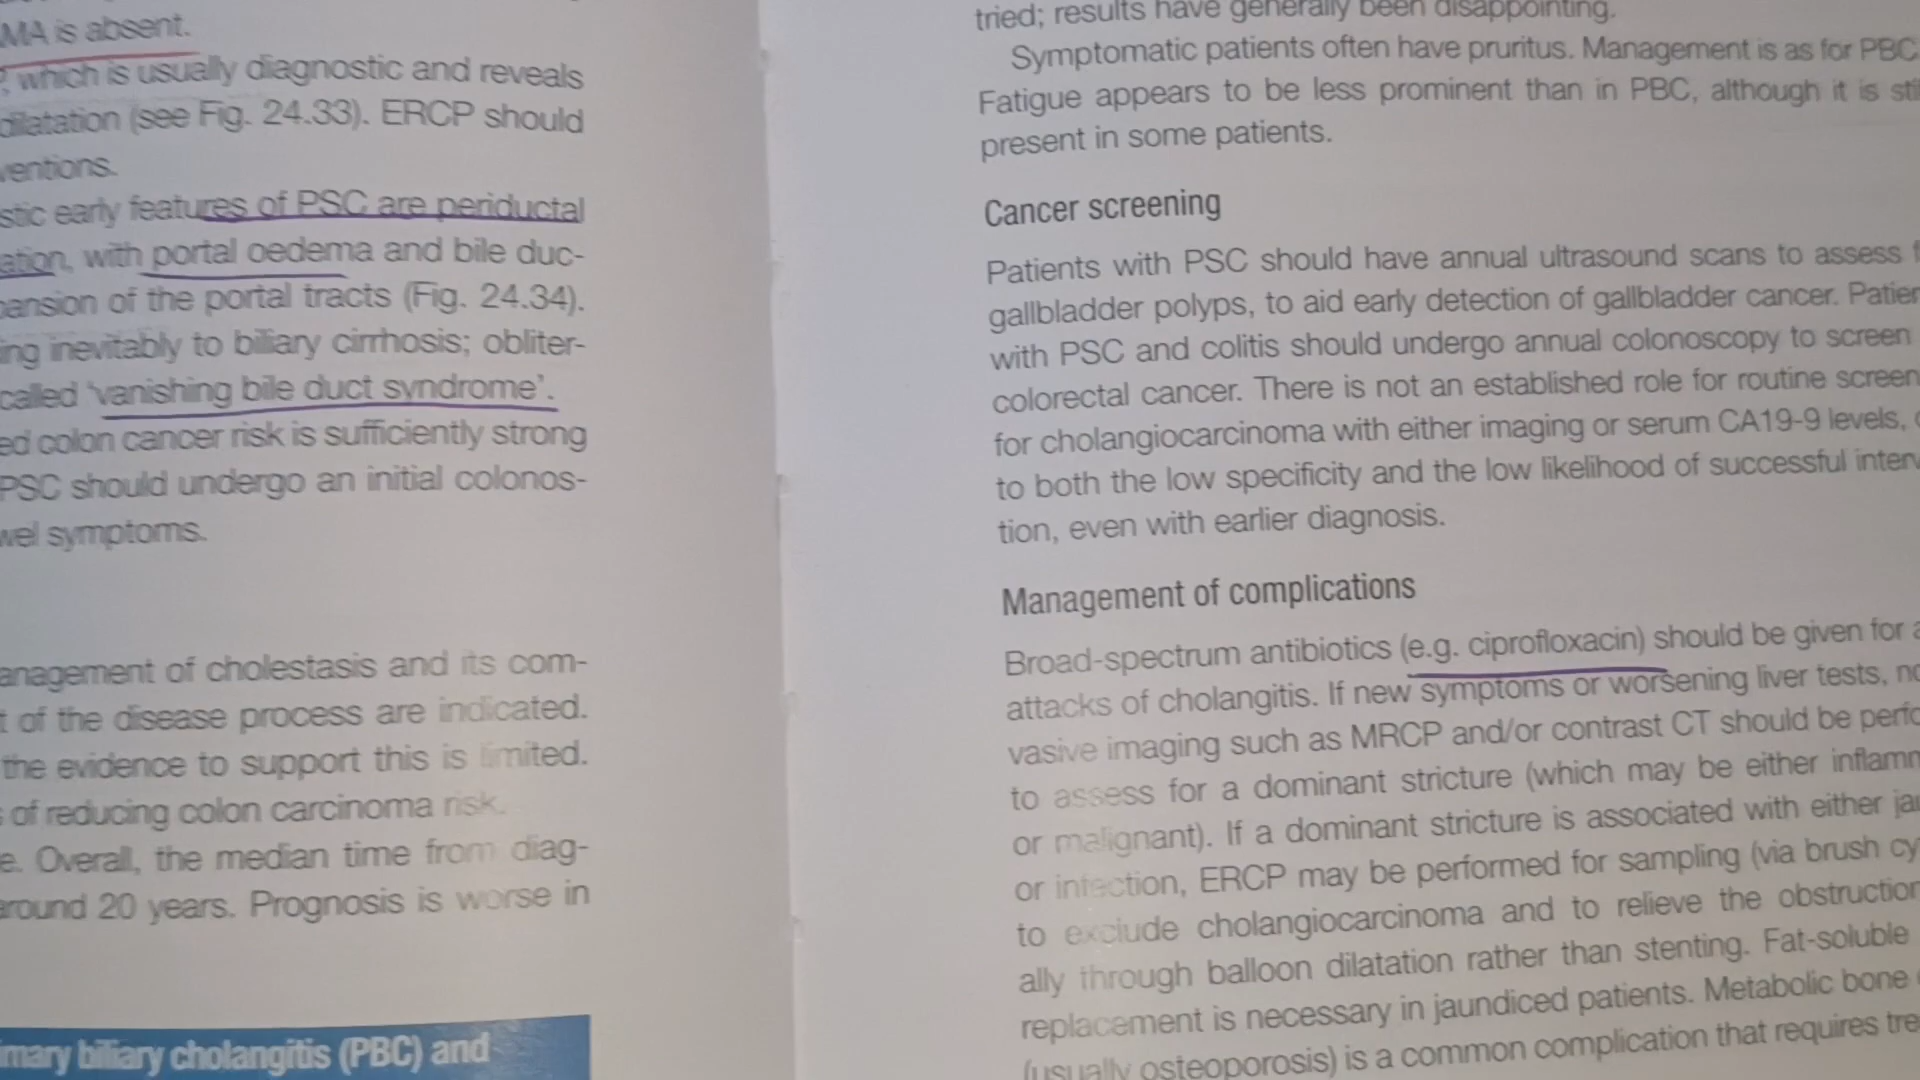 MA is absent.
which is usually diagnostic and reveals
dilatation (see Fig. 24.33). ERCP should
ventions.
stic early features of PSC are periductal
ation, with portal oedema and bile duc-
pansion of the portal tracts (Fig. 24.34).
ing inevitably to biliary cirrhosis; obliter-
called 'vanishing bile duct syndrome'.
ed colon cancer risk is sufficiently strong
PSC should undergo an initial colonos-
wel symptoms.
anagement of cholestasis and its com-
t of the disease process are indicated.
the evidence to support this is limited.
s of reducing colon carcinoma risk.
e. Overall, the median time from diag-
around 20 years. Prognosis is worse in
imary biliary cholangitis (PBC) and
tried; results have generally been disappointing.
Symptomatic patients often have pruritus. Management is as for PBC
Fatigue appears to be less prominent than in PBC, although it is sti
present in some patients.
Cancer screening
Patients with PSC should have annual ultrasound scans to assess f
gallbladder polyps, to aid early detection of gallbladder cancer. Patien
with PSC and colitis should undergo annual colonoscopy to screen
colorectal cancer. There is not an established role for routine screen
for cholangiocarcinoma with either imaging or serum CA19-9 levels,
to both the low specificity and the low likelihood of successful interv
tion, even with earlier diagnosis.
Management of complications
Broad-spectrum antibiotics (e.g. ciprofloxacin) should be given for a
attacks of cholangitis. If new symptoms or worsening liver tests, no
vasive imaging such as MRCP and/or contrast CT should be perfo
to assess for a dominant stricture (which may be either inflamm
or malignant). If a dominant stricture is associated with either jau
or infection, ERCP may be performed for sampling (via brush cy
to exclude cholangiocarcinoma and to relieve the obstruction
ally through balloon dilatation rather than stenting. Fat-soluble
replacement is necessary in jaundiced patients. Metabolic bone
(usually osteoporosis) is a common complication that requires tre